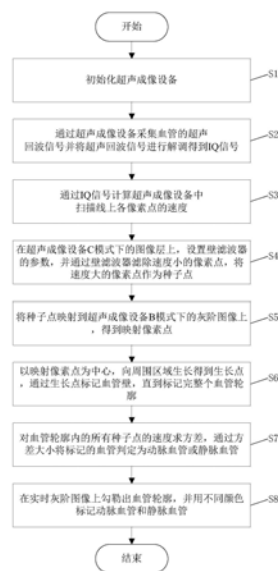 开始
初始化超声成像设备
S1
通过超声成像设备采集血管的超声
回波信号并将超声回波信号进行解调得到IQ信号
S2
通过IQ信号计算超声成像设备中
扫描线上各像素点的速度
S3
在超声成像设备C模式下的图像层上，设置壁滤波器
的参数，并通过壁滤波器滤除速度小的像素点，将
速度大的像素点作为种子点
S4
将种子点映射到超声成像设备B模式下的灰阶图像上
，得到映射像素点
S5
以映射像素点为中心，向周围区域生长得到生长点
，通过生长点标记血管壁，直到标记完整个血管轮
廓
S6
对血管轮廓内的所有种子点的速度求方差，通过方
差大小将标记的血管判定为动脉血管或静脉血管
S7
在实时灰阶图像上勾勒出血管轮廓，并用不同颜色
标记动脉血管和静脉血管
S8
结束